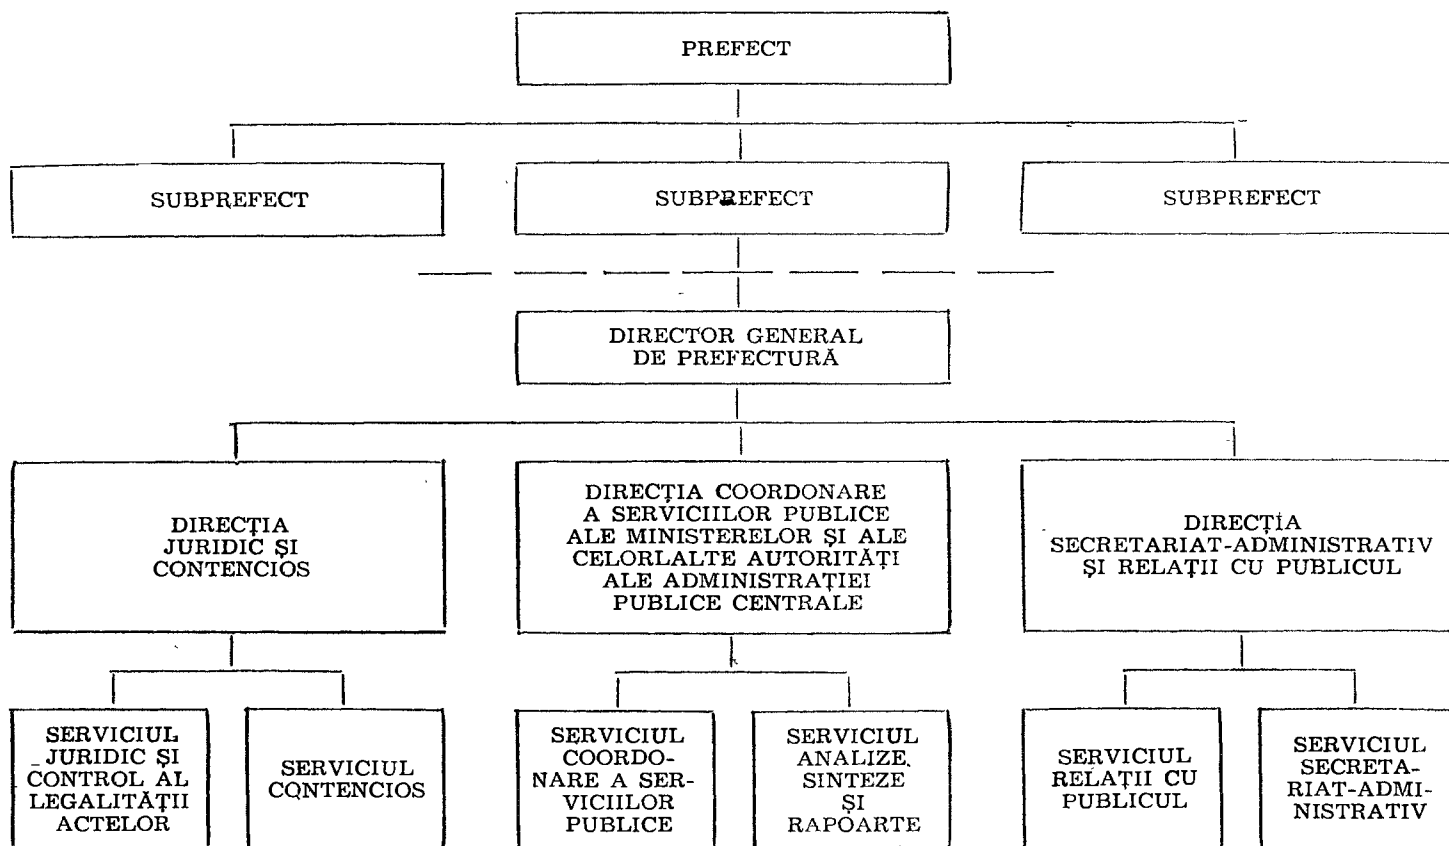 PREFECT
SUBPREFECT
SUBPREFECT
SUBPREFECT
DIRECTOR GENERAL
DE PREFECTURĂ
DIRECȚIA
JURIDIC ȘI
CONTENCIOS
DIRECȚIA COORDONARE
A SERVICIILOR PUBLICE
ALE MINISTERELOR ȘI ALE
CELORLALTE AUTORITĂȚI
ALE ADMINISTRAȚIEI
PUBLICE CENTRALE
DIRECȚIA
SECRETARIAT-ADMINISTRATIV
ȘI RELAȚII CU PUBLICUL
SERVICIUL
JURIDIC ȘI
CONTROL AL
LEGALITĂȚII
ACTELOR
SERVICIUL
CONTENCIOS
SERVICIUL
COORDO-
NARE A SER-
VICIILOR
PUBLICE
SERVICIUL
ANALIZE,
SINTEZE
ȘI
RAPOARTE
SERVICIUL
RELAȚII CU
PUBLICUL
SERVICIUL
SECRETA-
RIAT-ADMI-
NISTRATIV